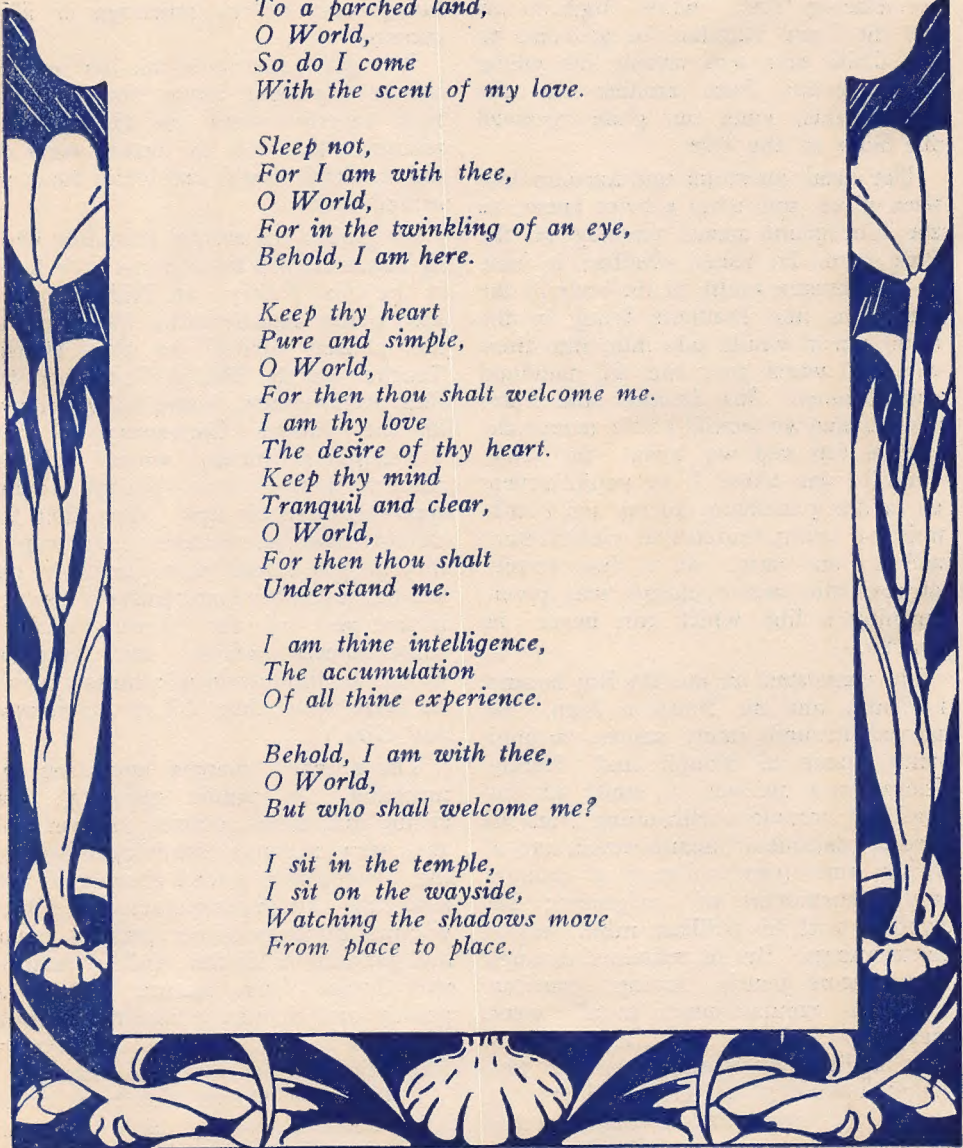 To a parched land,
O World,
So do I come
With the scent of my love.

Sleep not,
For I am with thee,
O World,
For in the twinkling of an eye,
Behold, I am here.

Keep thy heart
Pure and simple,
O World,
For then thou shalt welcome me.
I am thy love
The desire of thy heart.
Keep thy mind
Tranquil and clear,
O World,
For then thou shalt
Understand me.

I am thine intelligence,
The accumulation
Of all thine experience.

Behold, I am with thee,
O World,
But who shall welcome me?

I sit in the temple,
I sit on the wayside,
Watching the shadows move
From place to place.